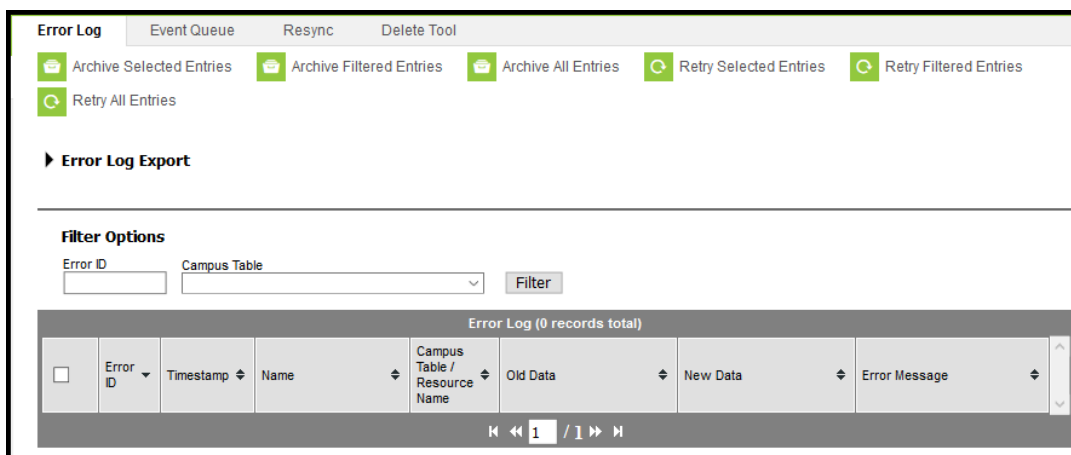 Error Log Event Queue Resync Delete Tool
Archive Selected Entries Archive Filtered Entries Archive All Entries Retry Selected Entries Retry Filtered Entries
Retry All Entries
Error Log Export
Filter Options
Error ID Campus Table
Filter
Error Log (0 records total)
Error ID Timestamp Name Campus Table / Resource Name Old Data New Data Error Message
1 / 1